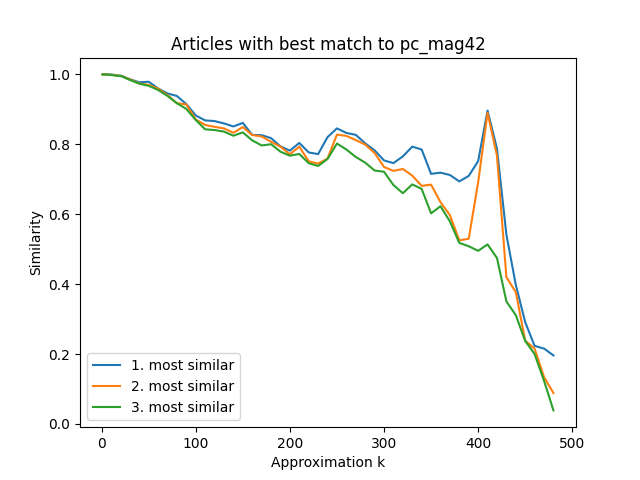 Articles with best match to pc_mag42
1.0
0.8
0.6
0.4
0.2
0.0
Similarity
1. most similar
2. most similar
3. most similar
0 100 200 300 400 500
Approximation k